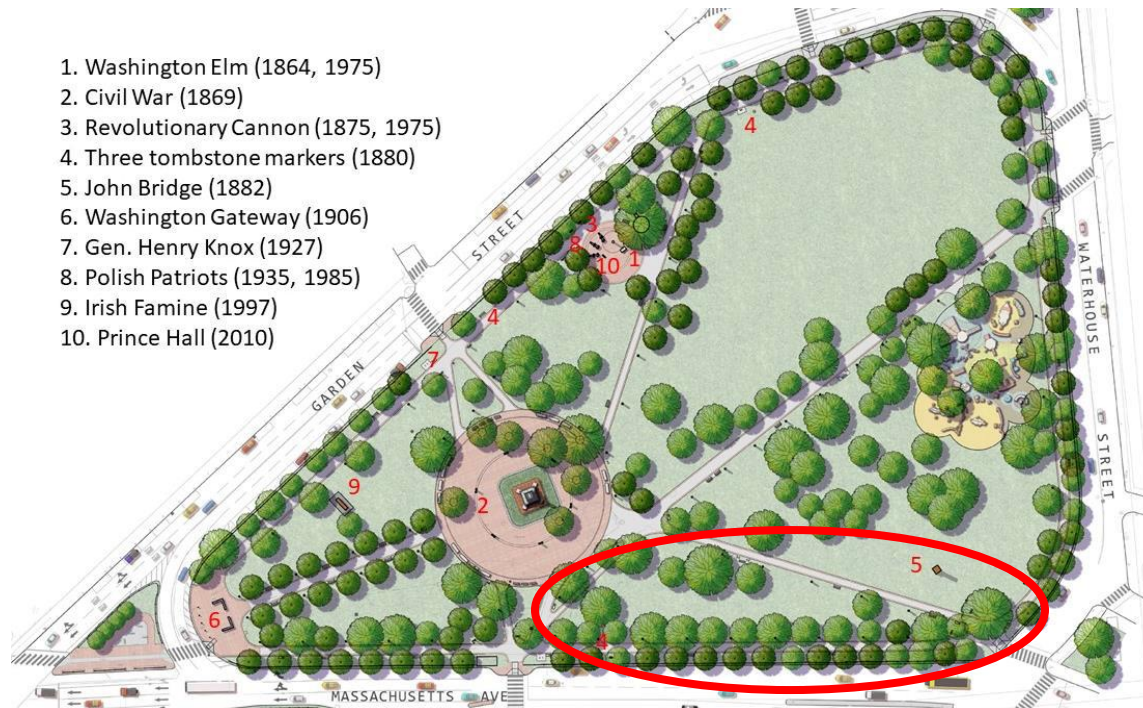 1. Washington Elm (1864, 1975)
2. Civil War (1869)
3. Revolutionary Cannon (1875, 1975)
4. Three tombstone markers (1880)
5. John Bridge (1882)
6. Washington Gateway (1906)
7. Gen. Henry Knox (1927)
8. Polish Patriots (1935, 1985)
9. Irish Famine (1997)
10. Prince Hall (2010)
4
3
8
1
10
4
7
GARDEN STREET
WATERHOUSE STREET
9
2
5
6
4
MASSACHUSETTS AVE